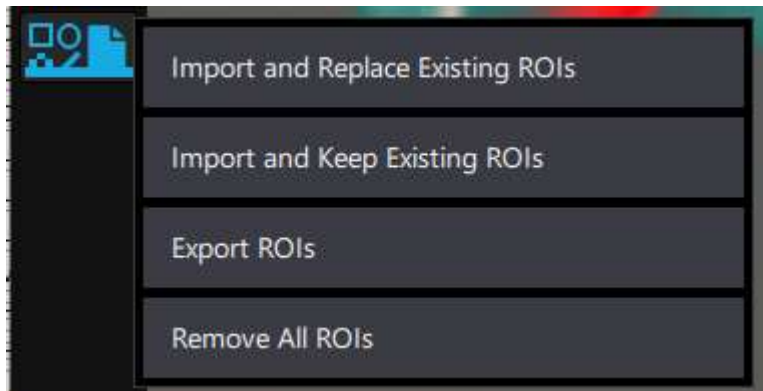 Import and Replace Existing ROIs
Import and Keep Existing ROIs
Export ROIs
Remove All ROIs